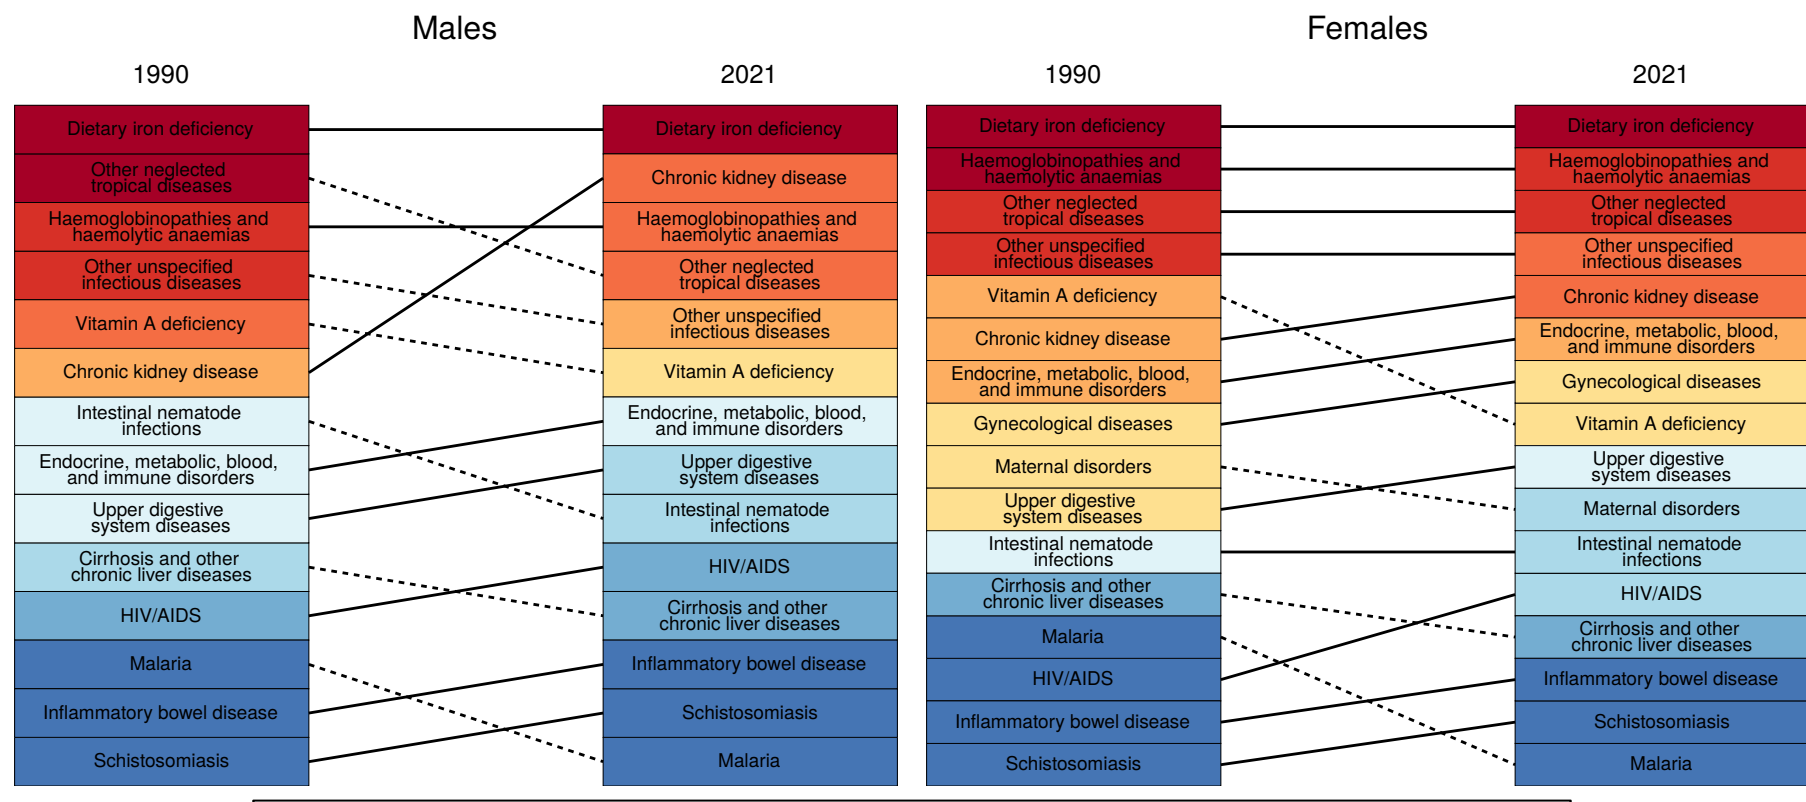 Males
1990
2021
Dietary iron deficiency
Other neglected
tropical diseases
Haemoglobinopathies and
haemolytic anaemias
Other unspecified
infectious diseases
Vitamin A deficiency
Chronic kidney disease
Intestinal nematode
infections
Endocrine, metabolic, blood,
and immune disorders
Upper digestive
system diseases
Cirrhosis and other
chronic liver diseases
HIV/AIDS
Malaria
Inflammatory bowel disease
Schistosomiasis
Dietary iron deficiency
Chronic kidney disease
Haemoglobinopathies and
haemolytic anaemias
Other neglected
tropical diseases
Other unspecified
infectious diseases
Vitamin A deficiency
Endocrine, metabolic, blood,
and immune disorders
Upper digestive
system diseases
Intestinal nematode
infections
HIV/AIDS
Cirrhosis and other
chronic liver diseases
Inflammatory bowel disease
Schistosomiasis
Malaria
Females
1990
2021
Dietary iron deficiency
Haemoglobinopathies and
haemolytic anaemias
Other neglected
tropical diseases
Other unspecified
infectious diseases
Vitamin A deficiency
Chronic kidney disease
Endocrine, metabolic, blood,
and immune disorders
Gynecological diseases
Maternal disorders
Upper digestive
system diseases
Intestinal nematode
infections
Cirrhosis and other
chronic liver diseases
Malaria
HIV/AIDS
Inflammatory bowel disease
Schistosomiasis
Dietary iron deficiency
Haemoglobinopathies and
haemolytic anaemias
Other neglected
tropical diseases
Other unspecified
infectious diseases
Chronic kidney disease
Endocrine, metabolic, blood,
and immune disorders
Gynecological diseases
Vitamin A deficiency
Upper digestive
system diseases
Maternal disorders
Intestinal nematode
infections
HIV/AIDS
Cirrhosis and other
chronic liver diseases
Inflammatory bowel disease
Schistosomiasis
Malaria